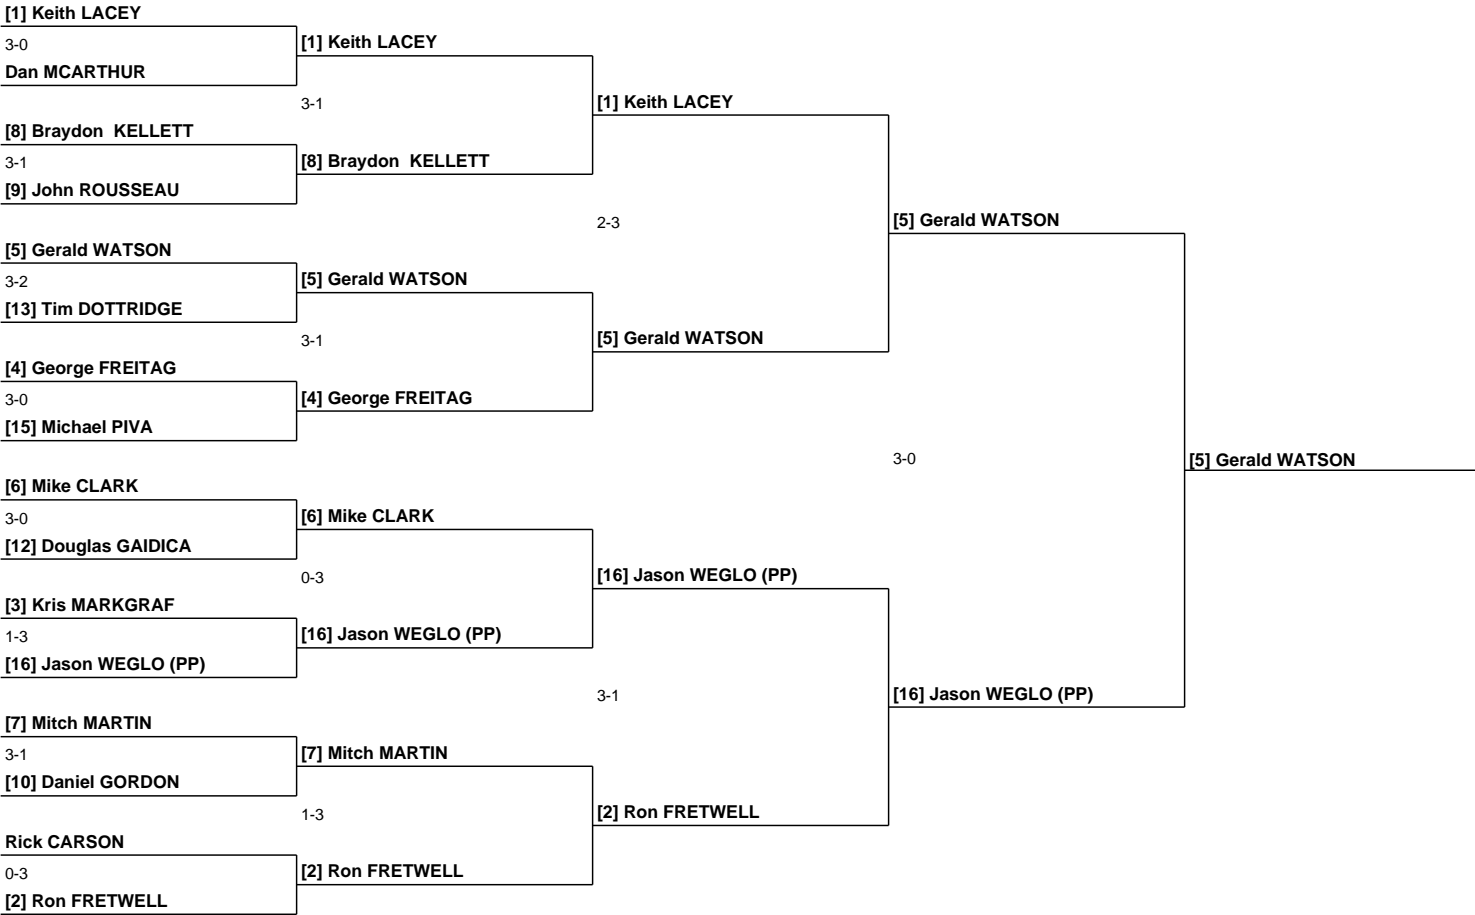 [1] Keith LACEY
3-0
Dan MCARTHUR
[8] Braydon  KELLETT
3-1
[9] John ROUSSEAU
[5] Gerald WATSON
3-2
[13] Tim DOTTRIDGE
[4] George FREITAG
3-0
[15] Michael PIVA
[6] Mike CLARK
3-0
[12] Douglas GAIDICA
[3] Kris MARKGRAF
1-3
[16] Jason WEGLO (PP)
[7] Mitch MARTIN
3-1
[10] Daniel GORDON
Rick CARSON
0-3
[2] Ron FRETWELL
[1] Keith LACEY
3-1
[8] Braydon  KELLETT
[5] Gerald WATSON
3-1
[4] George FREITAG
[6] Mike CLARK
0-3
[16] Jason WEGLO (PP)
[7] Mitch MARTIN
1-3
[2] Ron FRETWELL
[1] Keith LACEY
2-3
[5] Gerald WATSON
[16] Jason WEGLO (PP)
3-1
[2] Ron FRETWELL
[5] Gerald WATSON
3-0
[16] Jason WEGLO (PP)
[5] Gerald WATSON